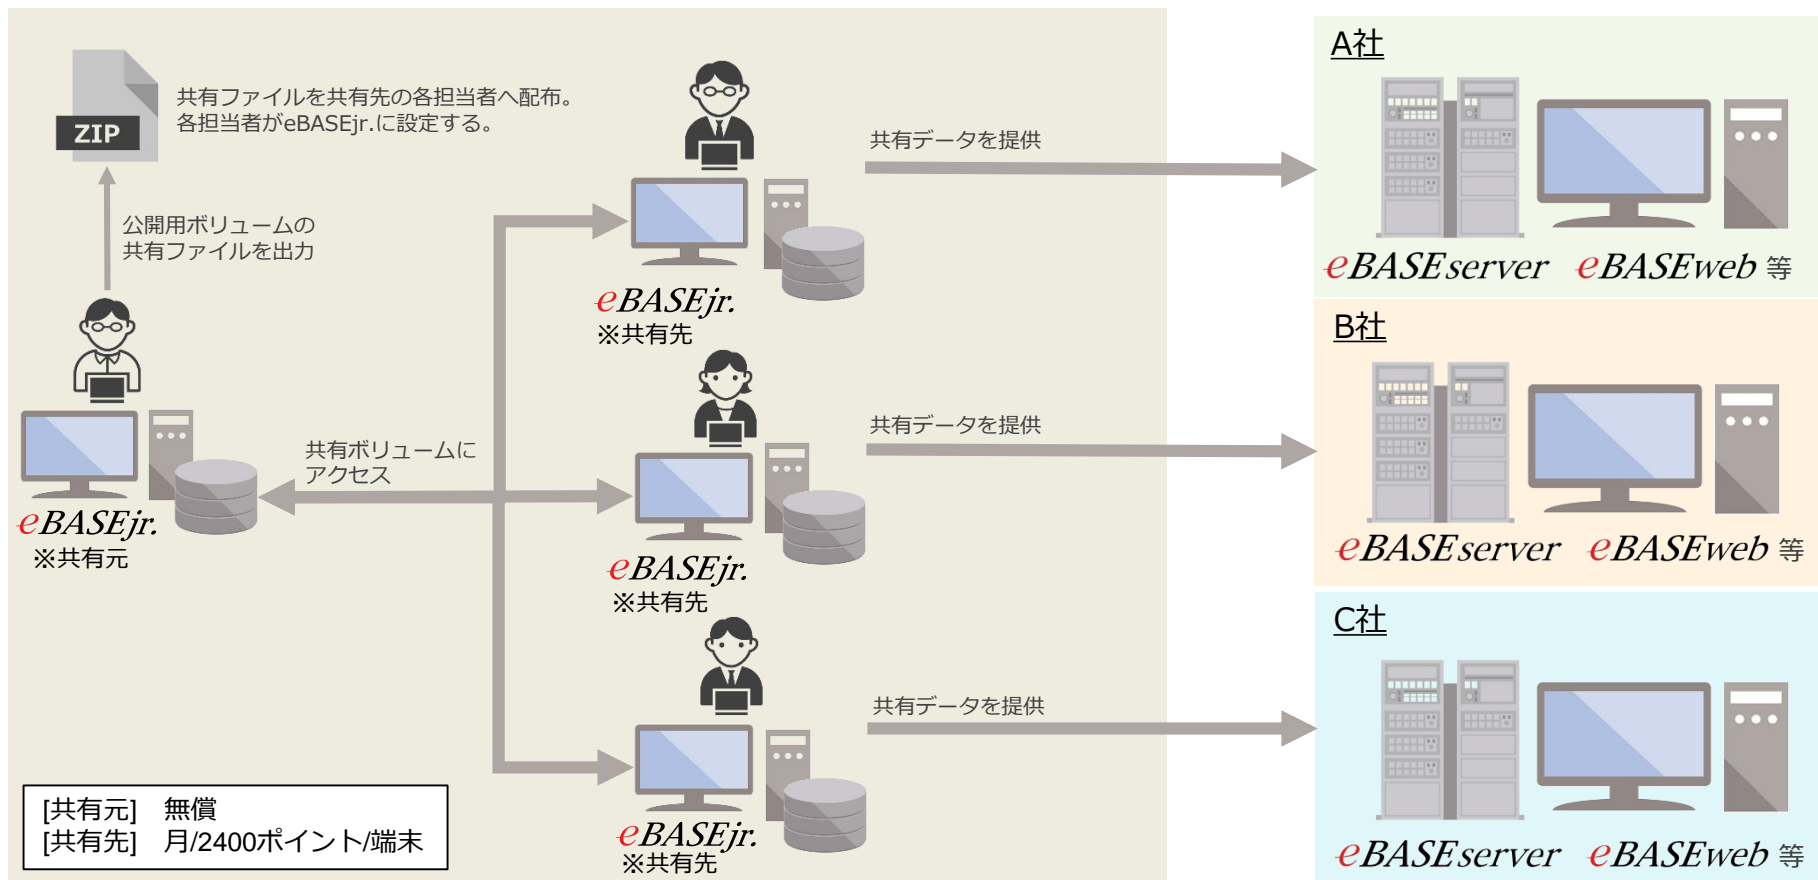 ZIP
共有ファイルを共有先の各担当者へ配布。
各担当者がeBASEjr.に設定する。
公開用ボリュームの
共有ファイルを出力
eBASEjr.
※共有元
共有ボリュームに
アクセス
eBASEjr.
※共有先
eBASEjr.
※共有先
eBASEjr.
※共有先
共有データを提供
共有データを提供
共有データを提供
A社
eBASEserver eBASEweb 等
B社
eBASEserver eBASEweb 等
C社
eBASEserver eBASEweb 等
[共有元] 無償
[共有先] 月/2400ポイント/端末